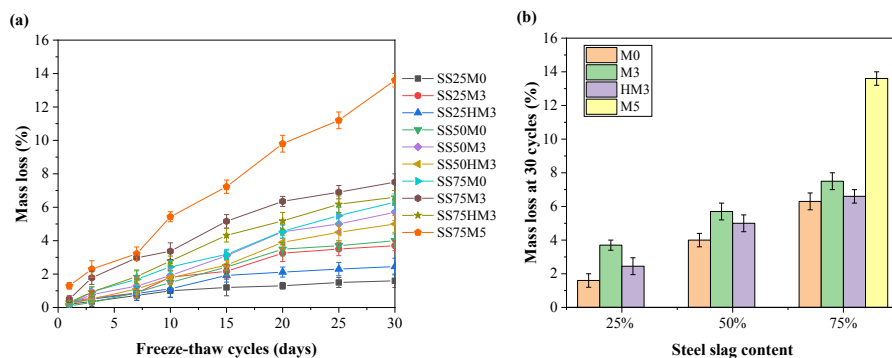 (a)
16
14
12
10
8
6
4
2
0
Mass loss (%)
0
5
10
15
20
25
30
Freeze-thaw cycles (days)
SS25M0
SS25M3
SS25HM3
SS50M0
SS50M3
SS50HM3
SS75M0
SS75M3
SS75HM3
SS75M5
(b)
16
14
12
10
8
6
4
2
0
Mass loss at 30 cycles (%)
M0
M3
HM3
M5
25%
50%
75%
Steel slag content